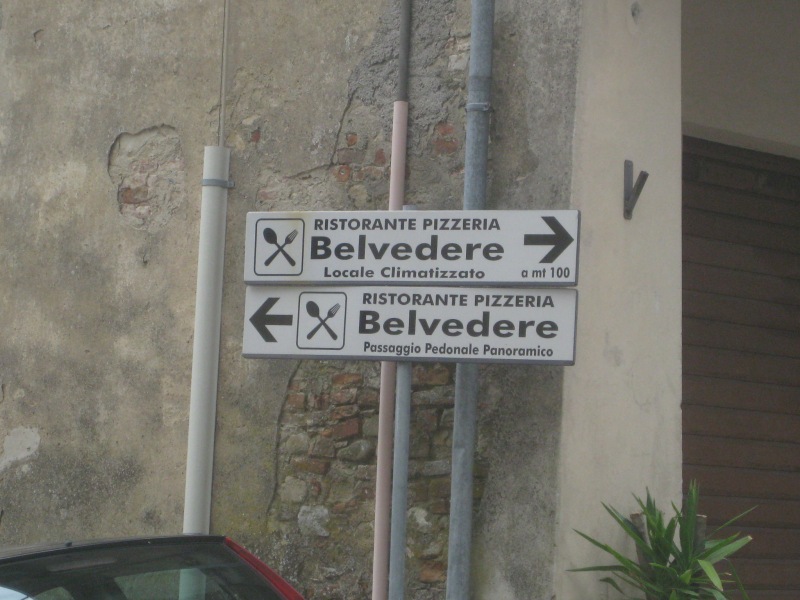 RISTORANTE PIZZERIA
Belvedere
Locale Climatizzato
a mt 100
RISTORANTE PIZZERIA
Belvedere
Passaggio Pedonale Panoramico